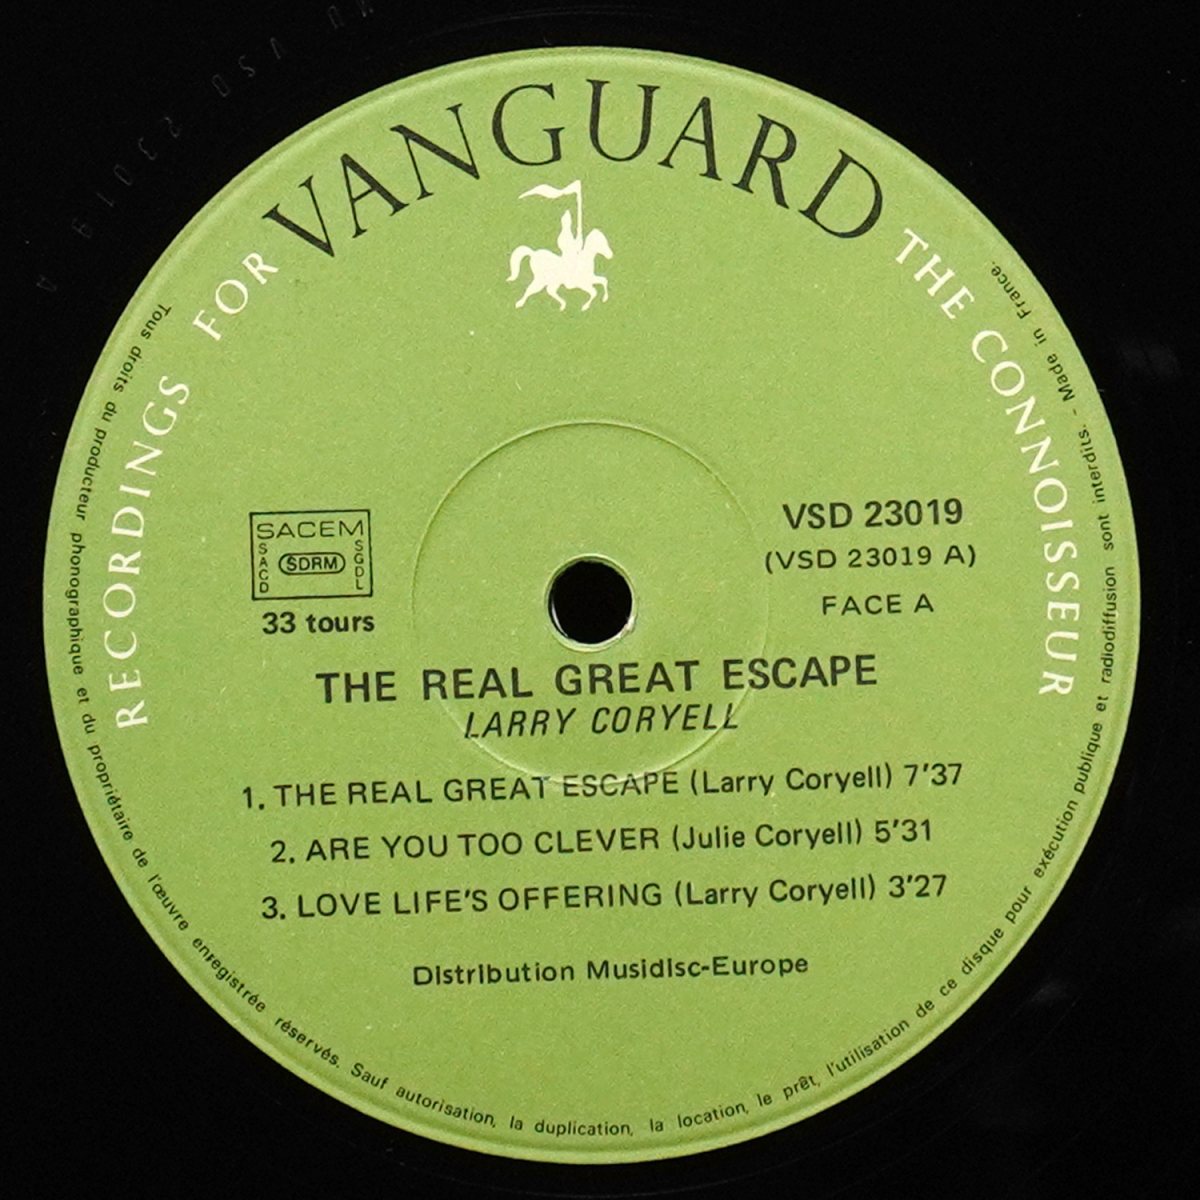 VANGUARD
RECORDINGS FOR THE CONNOISSEUR
SACEM
SACD
SDRM
SGDL
33 tours
VSD 23019
(VSD 23019 A)
FACE A
THE REAL GREAT ESCAPE
LARRY CORYELL
1. THE REAL GREAT ESCAPE (Larry Coryell) 7'37
2. ARE YOU TOO CLEVER (Julie Coryell) 5'31
3. LOVE LIFE'S OFFERING (Larry Coryell) 3'27
Distribution Musidisc-Europe
Tous droits du producteur phonographique et du propriétaire de l'œuvre enregistrée réservés. Sauf autorisation, la duplication, la location, le prêt, l'utilisation de ce disque pour exécution publique et radiodiffusion sont interdits. - Made in France.
VSD 23019 A